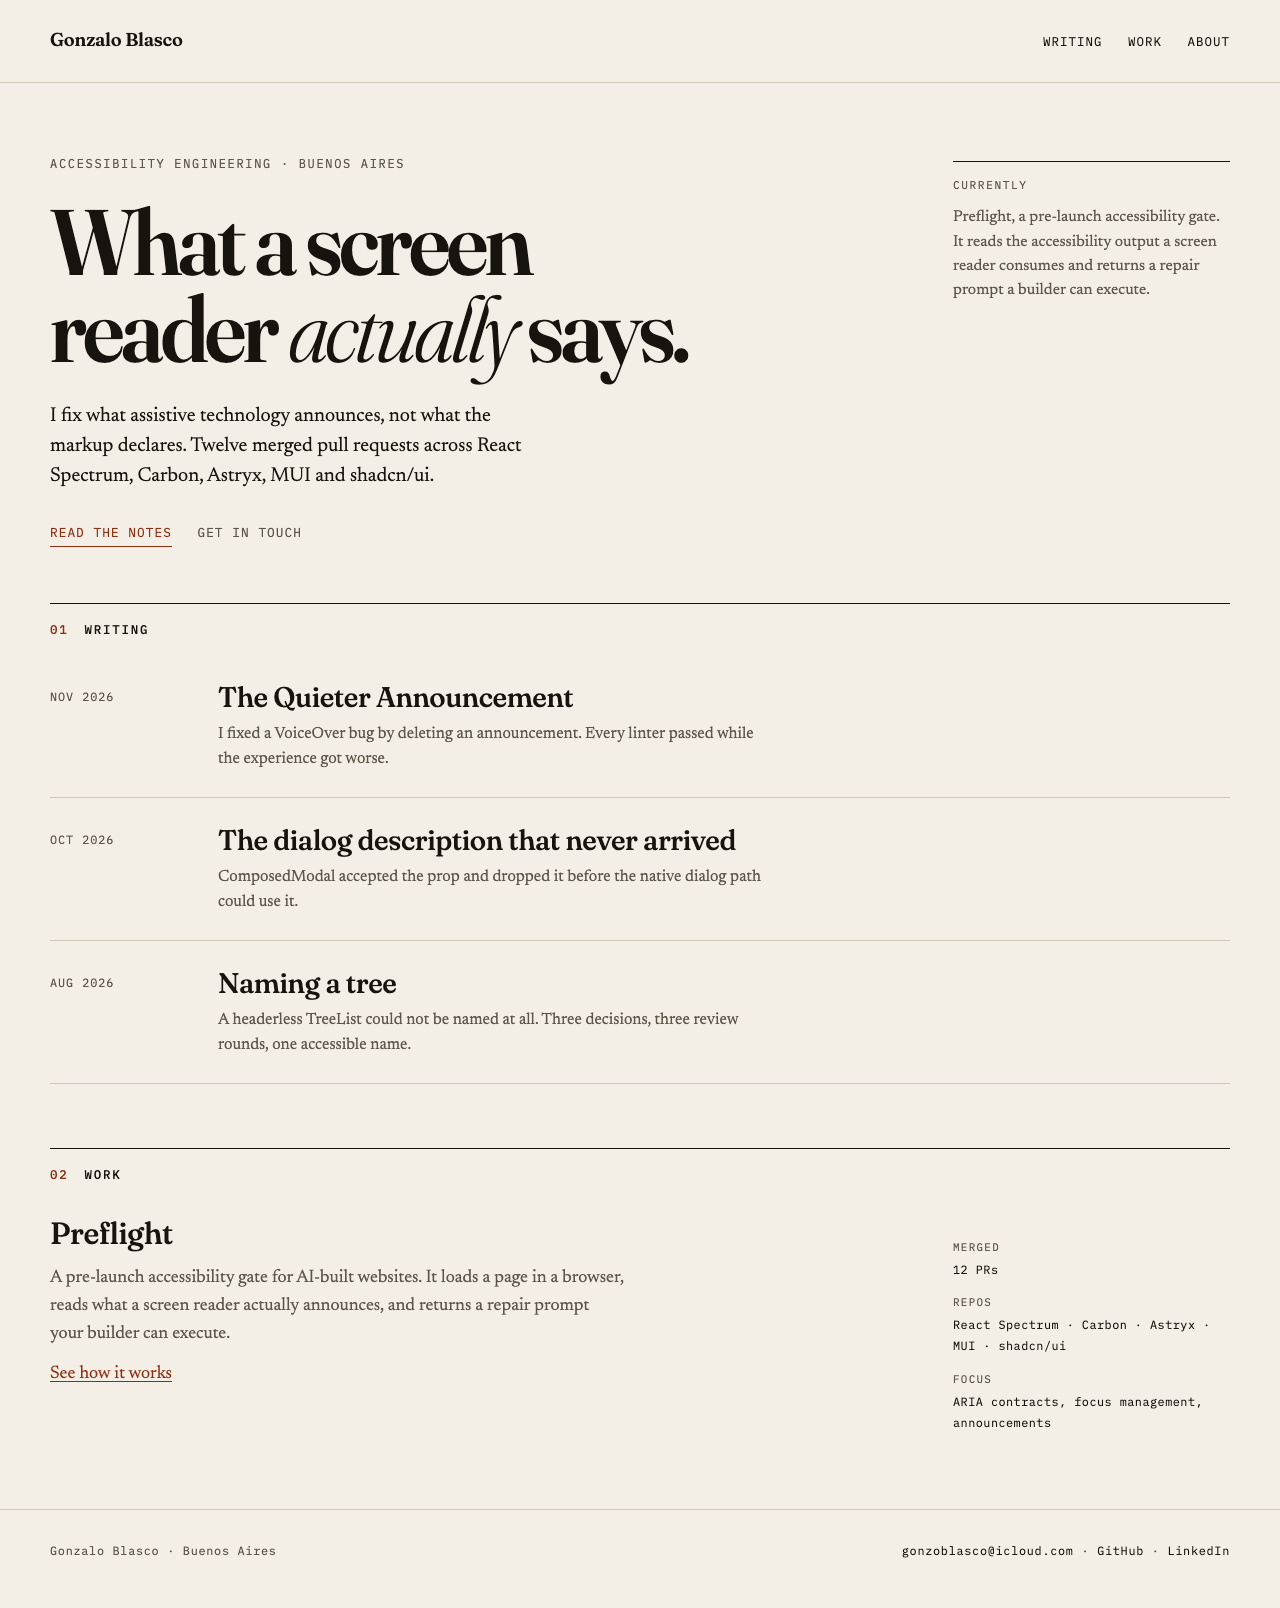 Gonzalo Blasco
WRITING WORK ABOUT
ACCESSIBILITY ENGINEERING · BUENOS AIRES
What a screen
reader actually says.
I fix what assistive technology announces, not what the
markup declares. Twelve merged pull requests across React
Spectrum, Carbon, Astryx, MUI and shadcn/ui.
READ THE NOTES GET IN TOUCH
CURRENTLY
Preflight, a pre-launch accessibility gate.
It reads the accessibility output a screen
reader consumes and returns a repair
prompt a builder can execute.
01 WRITING
NOV 2026
The Quieter Announcement
I fixed a VoiceOver bug by deleting an announcement. Every linter passed while
the experience got worse.
OCT 2026
The dialog description that never arrived
ComposedModal accepted the prop and dropped it before the native dialog path
could use it.
AUG 2026
Naming a tree
A headerless TreeList could not be named at all. Three decisions, three review
rounds, one accessible name.
02 WORK
Preflight
A pre-launch accessibility gate for AI-built websites. It loads a page in a browser,
reads what a screen reader actually announces, and returns a repair prompt
your builder can execute.
See how it works
MERGED
12 PRs
REPOS
React Spectrum · Carbon · Astryx ·
MUI · shadcn/ui
FOCUS
ARIA contracts, focus management,
announcements
Gonzalo Blasco · Buenos Aires
gonzoblasco@icloud.com · GitHub · LinkedIn